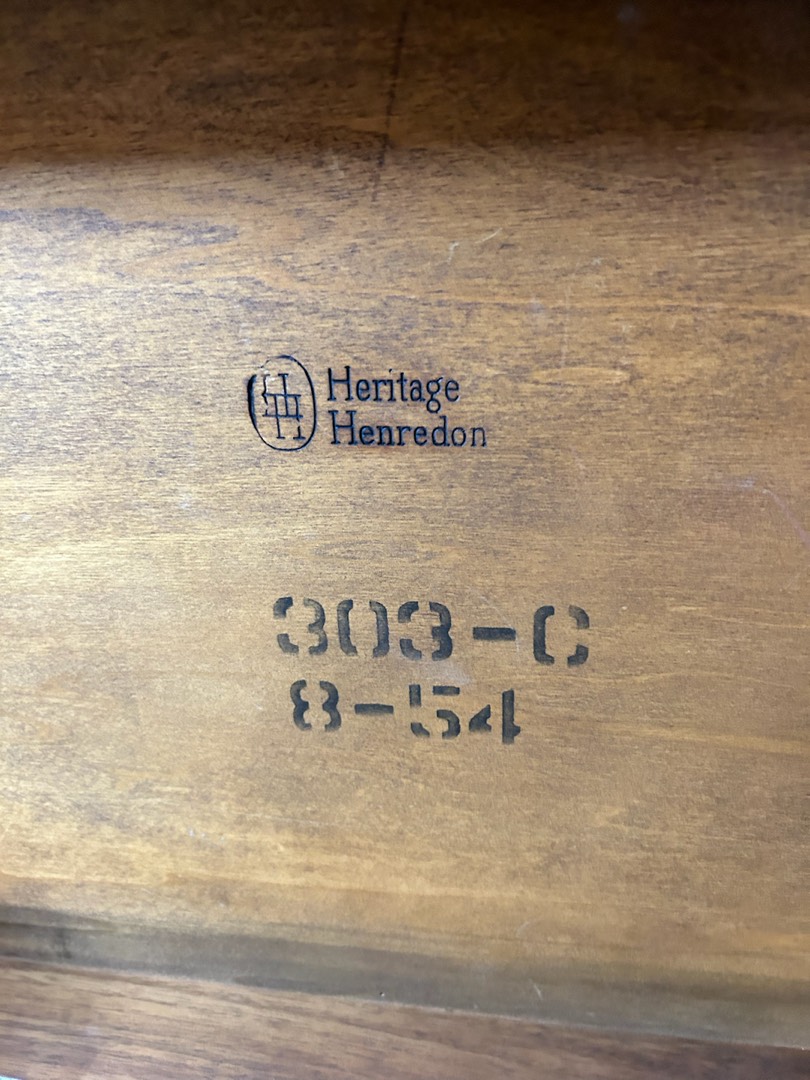 Heritage
Henredon
303-C
8-54